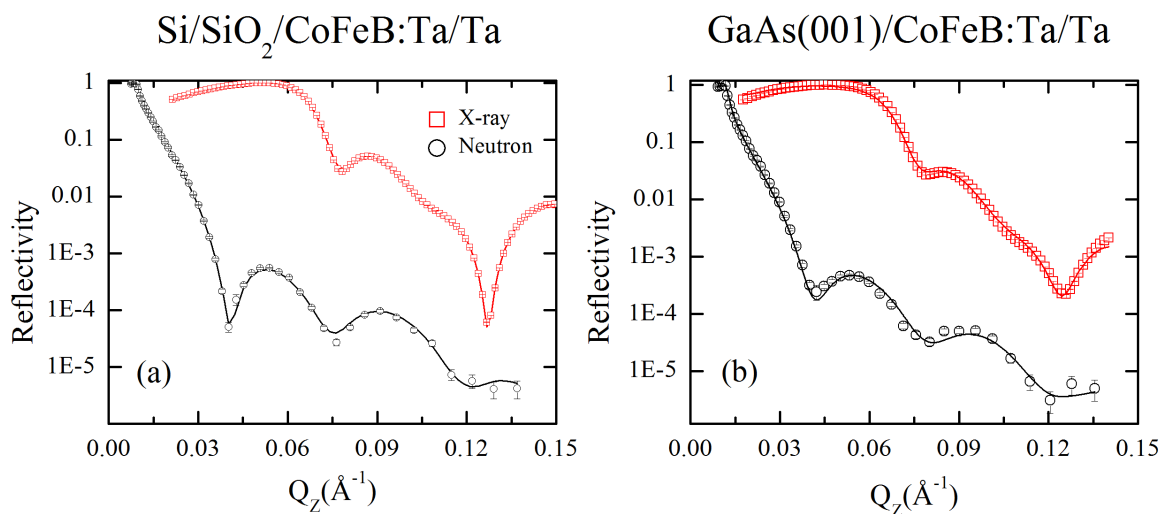 Si/SiO2/CoFeB:Ta/Ta
GaAs(001)/CoFeB:Ta/Ta
Reflectivity
1
0.1
0.01
1E-3
1E-4
1E-5
X-ray
Neutron
(a)
0.00 0.03 0.06 0.09 0.12 0.15
QZ(Å-1)
Reflectivity
1
0.1
0.01
1E-3
1E-4
1E-5
(b)
0.00 0.03 0.06 0.09 0.12 0.15
QZ(Å-1)